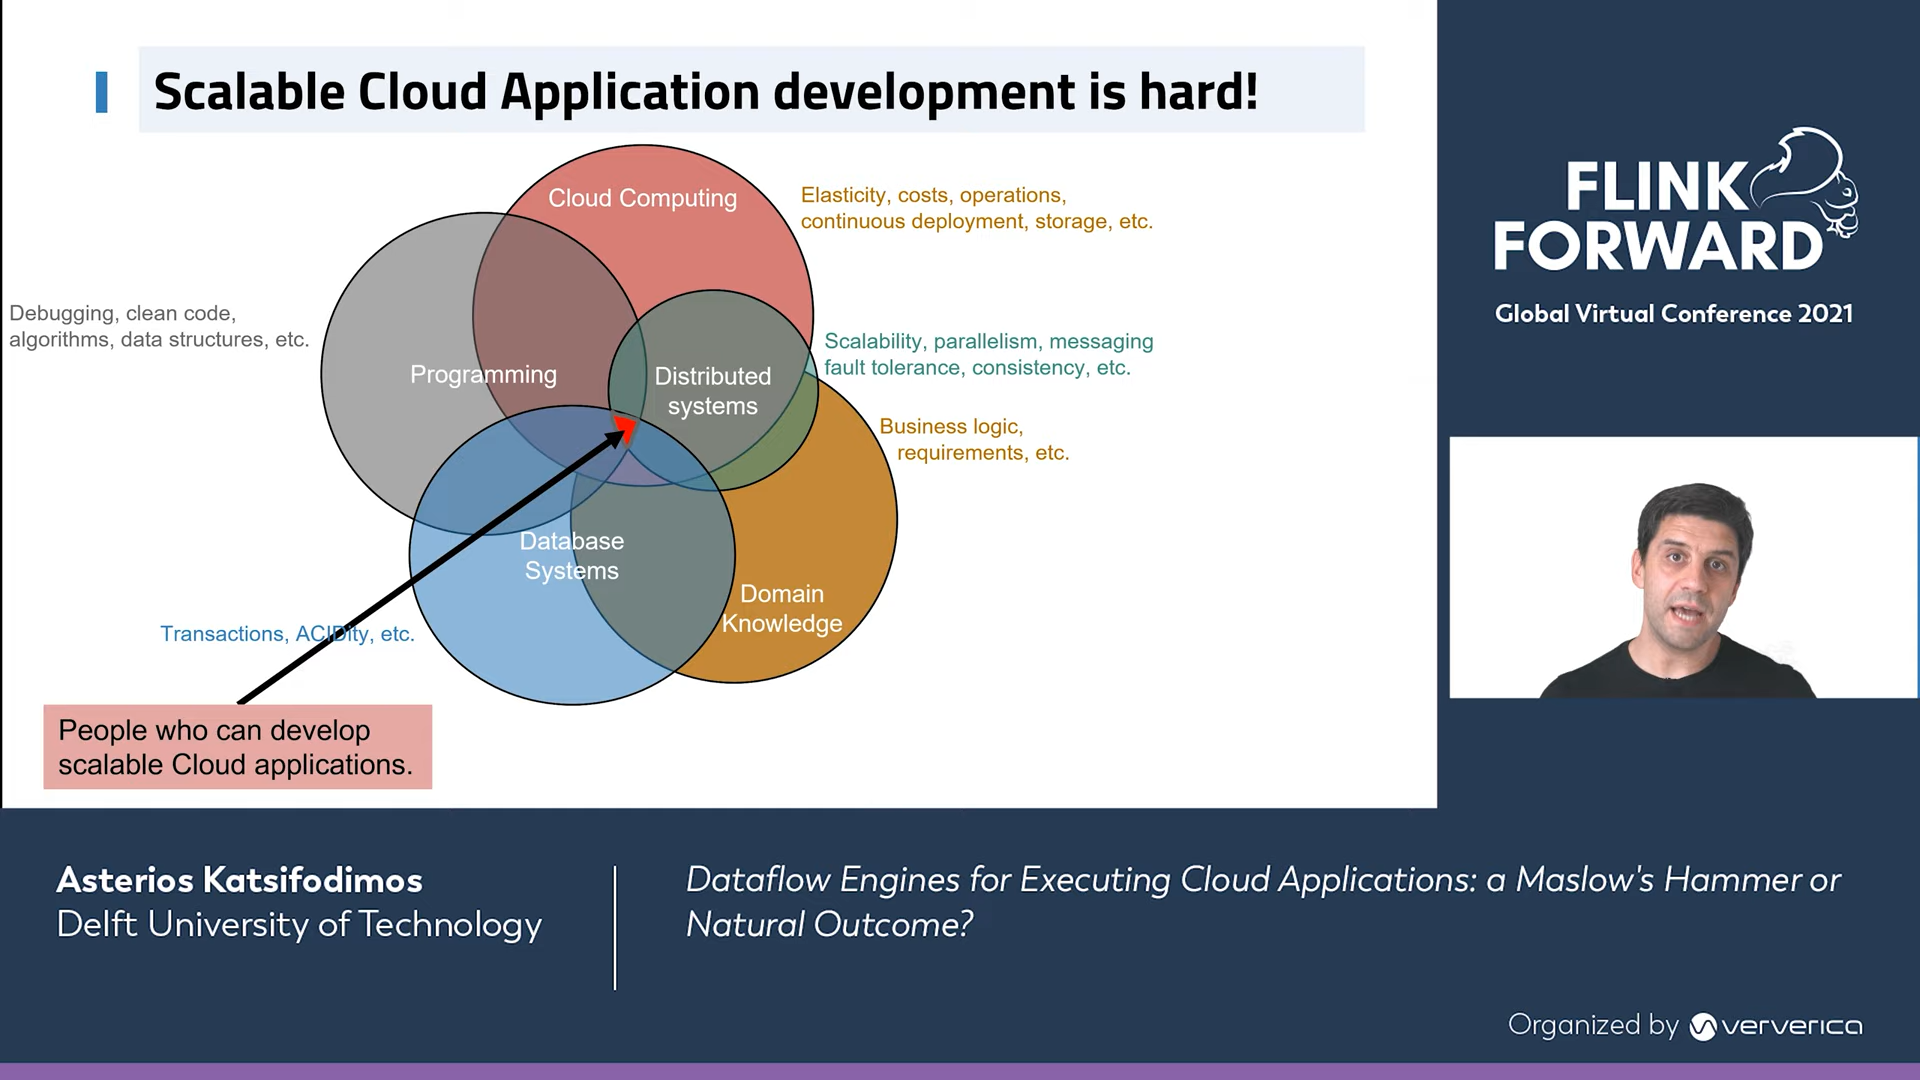 Scalable Cloud Application development is hard!
Cloud Computing
Elasticity, costs, operations,
continuous deployment, storage, etc.
Debugging, clean code,
algorithms, data structures, etc.
Programming
Distributed
systems
Scalability, parallelism, messaging
fault tolerance, consistency, etc.
Business logic,
requirements, etc.
Database
Systems
Domain
Knowledge
Transactions, ACIDity, etc.
People who can develop
scalable Cloud applications.
FLINK
FORWARD
Global Virtual Conference 2021
Asterios Katsifodimos
Delft University of Technology
Dataflow Engines for Executing Cloud Applications: a Maslow's Hammer or
Natural Outcome?
Organized by ververica